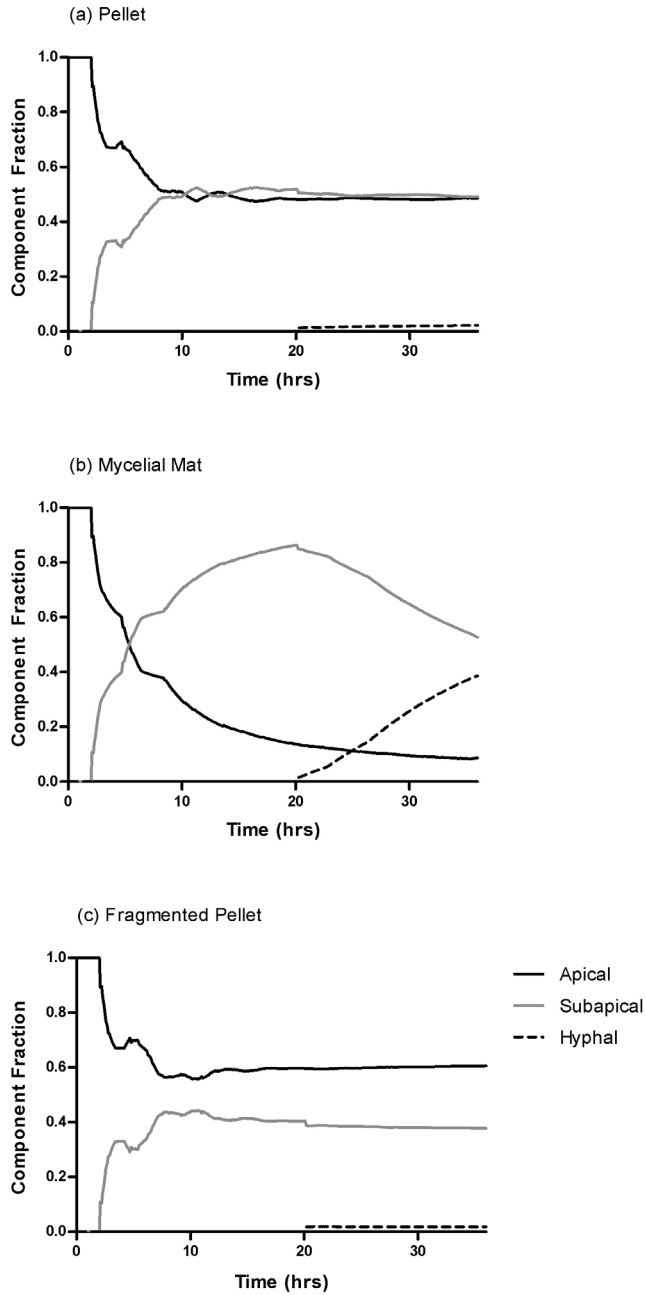 (a) Pellet
1.0
0.8
0.6
0.4
0.2
0.0
Component Fraction
0
10
20
30
Time (hrs)
(b) Mycelial Mat
1.0
0.8
0.6
0.4
0.2
0.0
Component Fraction
0
10
20
30
Time (hrs)
(c) Fragmented Pellet
1.0
0.8
0.6
0.4
0.2
0.0
Component Fraction
0
10
20
30
Time (hrs)
Apical
Subapical
Hyphal